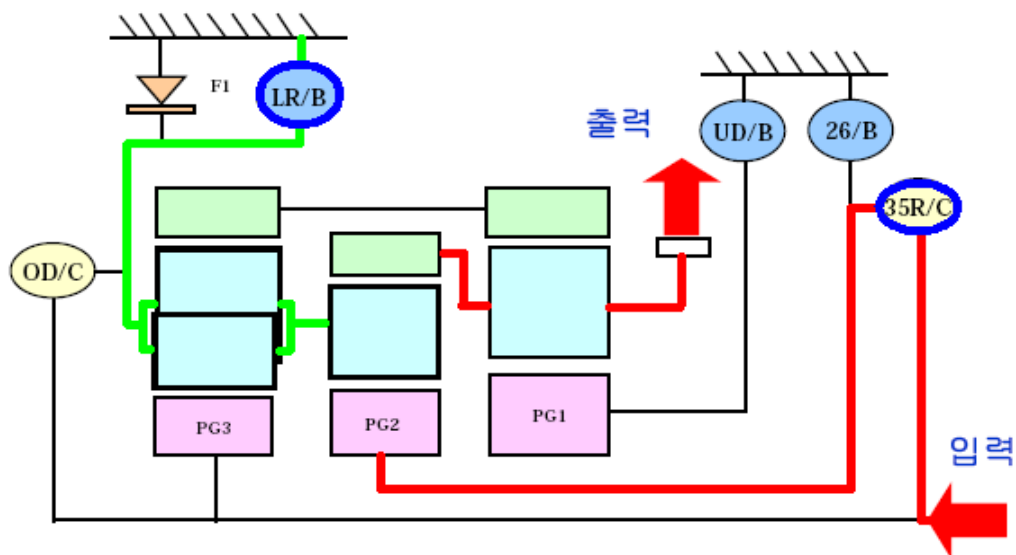 F1
LR/B
출력
UD/B
26/B
35R/C
OD/C
PG3
PG2
PG1
입력